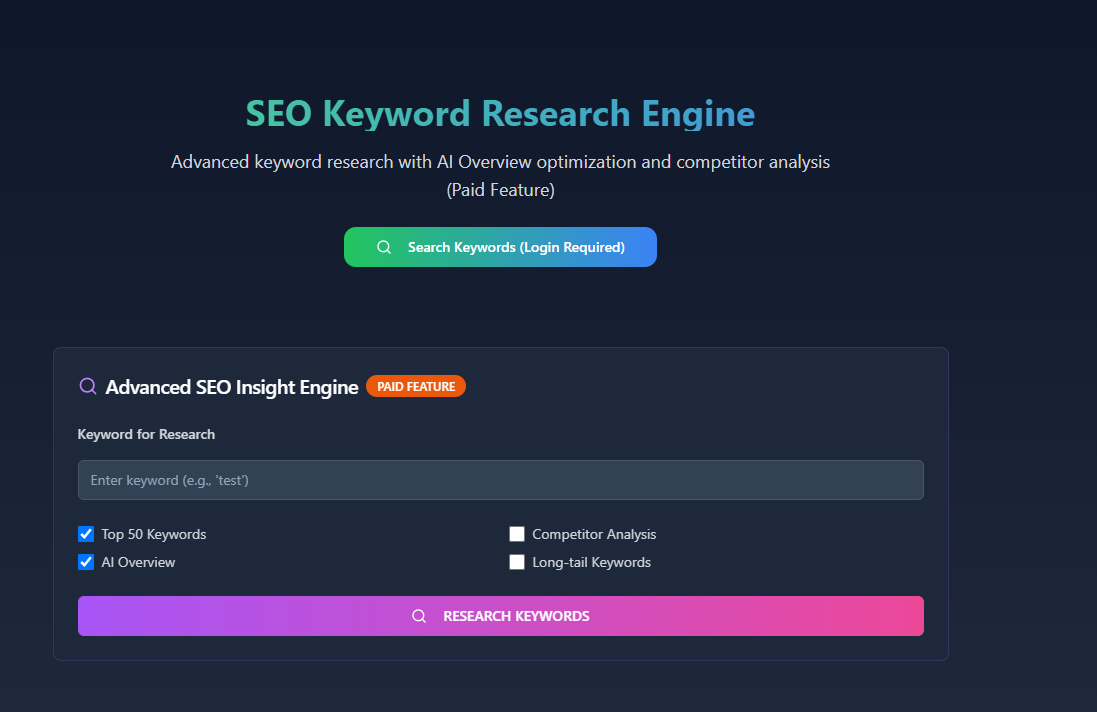 SEO Keyword Research Engine
Advanced keyword research with AI Overview optimization and competitor analysis
(Paid Feature)
Search Keywords (Login Required)
Advanced SEO Insight Engine PAID FEATURE
Keyword for Research
Enter keyword (e.g., 'test')
Top 50 Keywords
Competitor Analysis
AI Overview
Long-tail Keywords
RESEARCH KEYWORDS